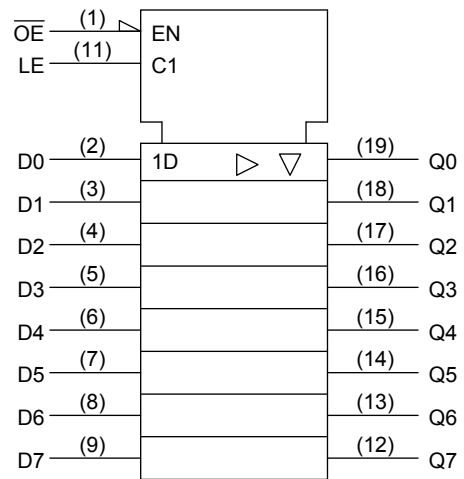 O̅E̅ (1) EN
LE (11) C1
D0 (2) 1D (19) Q0
D1 (3) (18) Q1
D2 (4) (17) Q2
D3 (5) (16) Q3
D4 (6) (15) Q4
D5 (7) (14) Q5
D6 (8) (13) Q6
D7 (9) (12) Q7